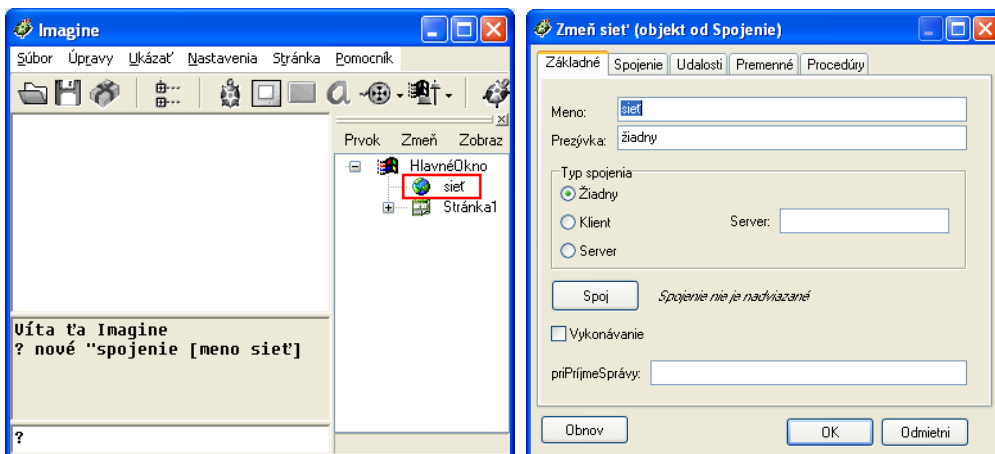 Imagine
Súbor Úpravy Ukázať Nastavenia Stránka Pomocník
Prvok Zmeň Zobraz
HlavnéOkno
sieť
Stránka1
Víta ťa Imagine
? nové "spojenie [meno sieť]
?
Zmeň sieť (objekt od Spojenie)
Základné Spojenie Udalosti Premenné Procedúry
Meno: sieť
Prezývka: žiadny
Typ spojenia
Žiadny
Klient Server:
Server
Spoj Spojenie nie je nadviazané
Vykonávanie
priPríjmeSprávy:
Obnov OK Odmietni